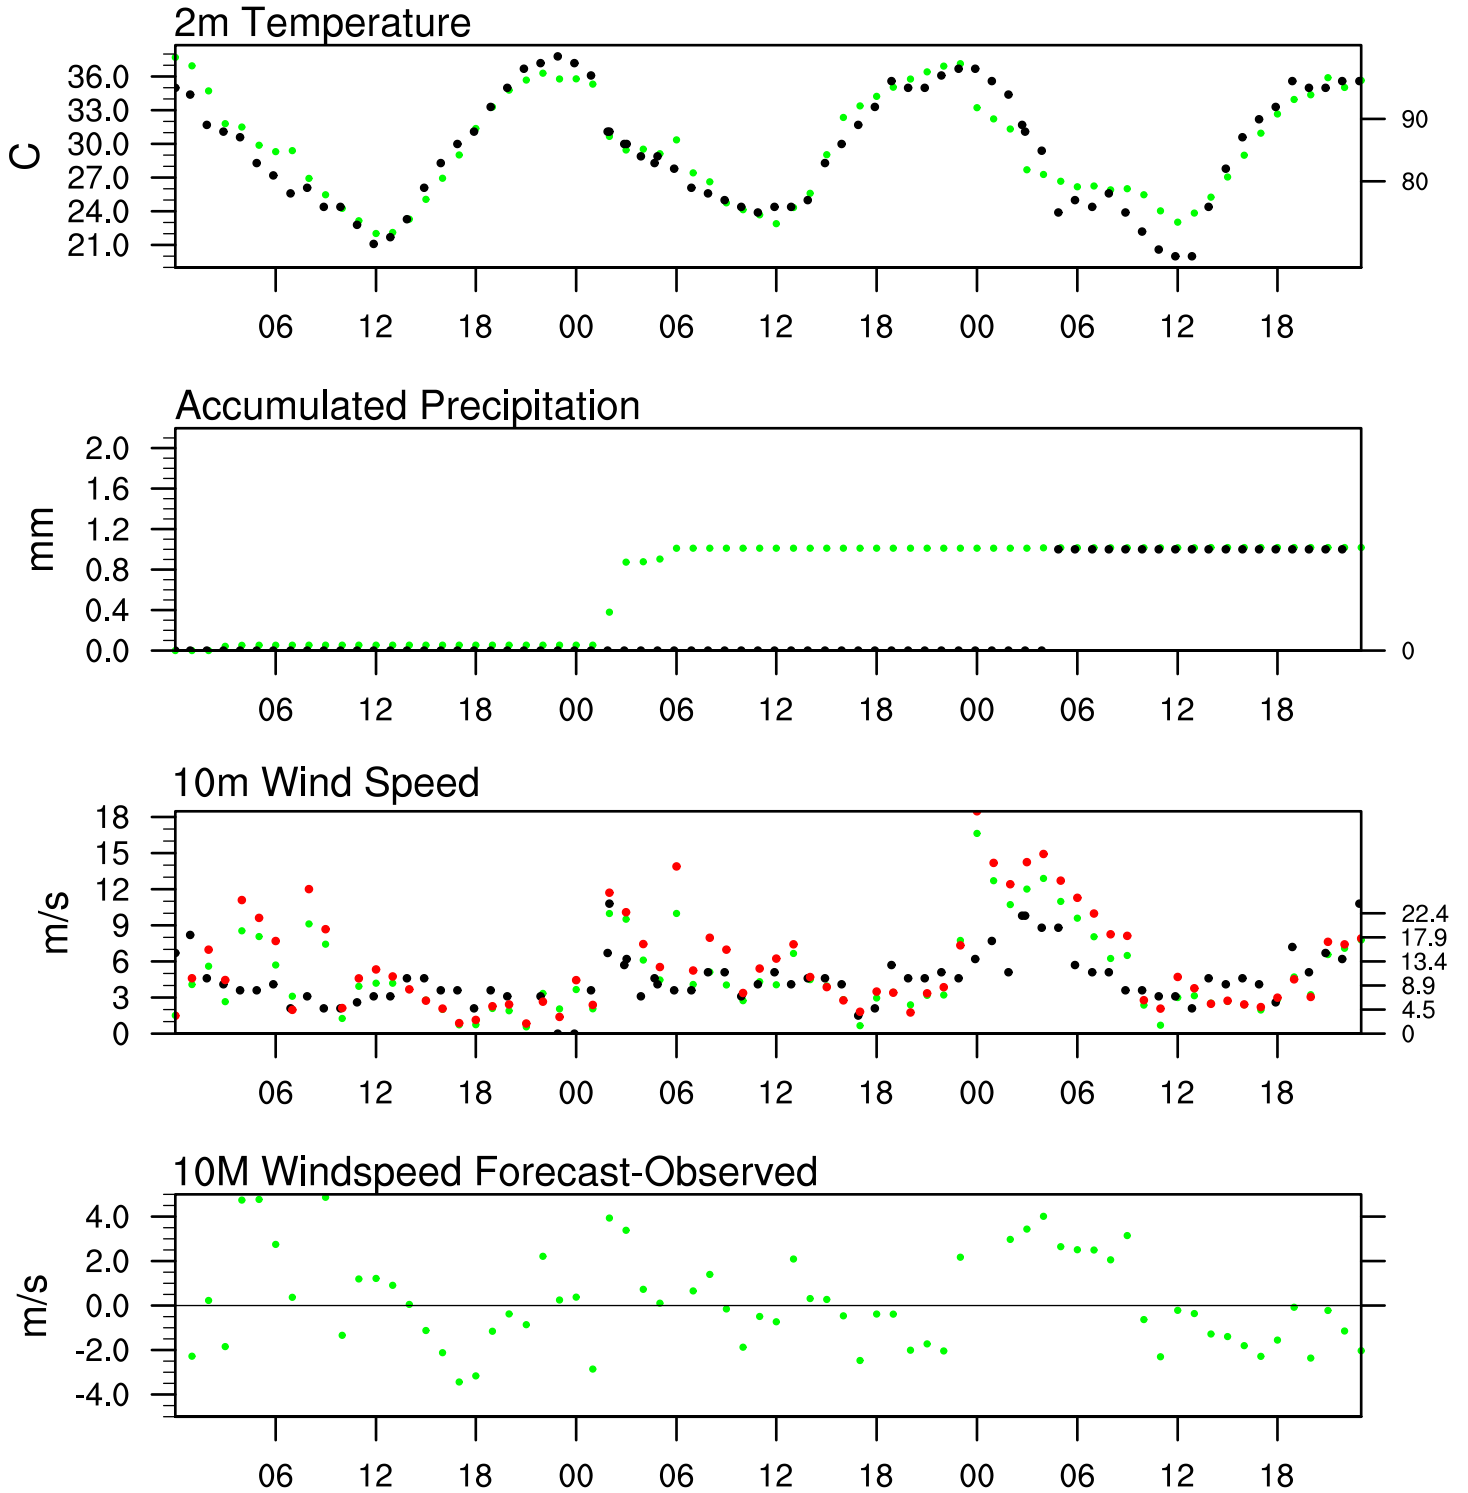 2m Temperature
36.0
33.0
90
30.0
C
27.0
80
24.0
21.0
06 12 18 00 06 12 18 00 06 12 18
Accumulated Precipitation
2.0
1.6
1.2
mm
0.8
0.4
0.0
0
06 12 18 00 06 12 18 00 06 12 18
10m Wind Speed
18
15
12
m/s
9
22.4
17.9
6
13.4
8.9
3
4.5
0
0
06 12 18 00 06 12 18 00 06 12 18
10M Windspeed Forecast-Observed
4.0
2.0
m/s
0.0
-2.0
-4.0
06 12 18 00 06 12 18 00 06 12 18